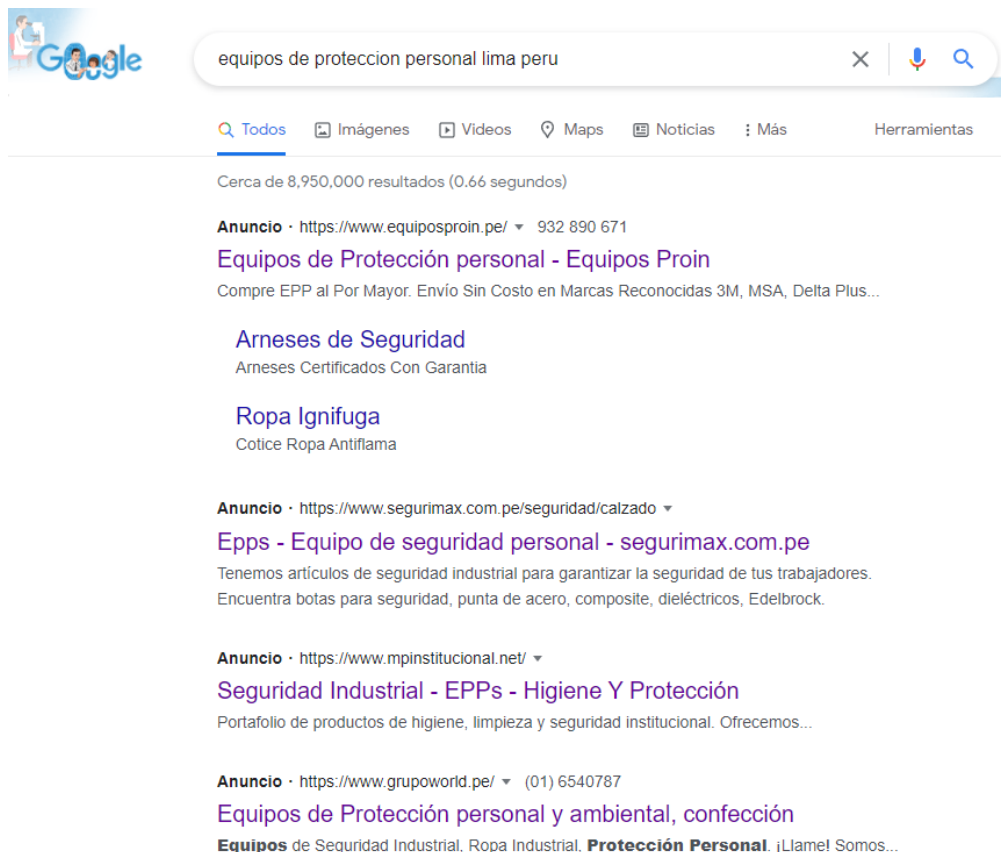 Google
equipos de proteccion personal lima peru
Todos Imágenes Videos Maps Noticias Más Herramientas
Cerca de 8,950,000 resultados (0.66 segundos)
Anuncio · https://www.equiposproin.pe/ 932 890 671
Equipos de Protección personal - Equipos Proin
Compre EPP al Por Mayor. Envío Sin Costo en Marcas Reconocidas 3M, MSA, Delta Plus...
Arneses de Seguridad
Arneses Certificados Con Garantia
Ropa Ignifuga
Cotice Ropa Antiflama
Anuncio · https://www.segurimax.com.pe/seguridad/calzado
Epps - Equipo de seguridad personal - segurimax.com.pe
Tenemos artículos de seguridad industrial para garantizar la seguridad de tus trabajadores.
Encuentra botas para seguridad, punta de acero, composite, dieléctricos, Edelbrock.
Anuncio · https://www.mpinstitucional.net/
Seguridad Industrial - EPPs - Higiene Y Protección
Portafolio de productos de higiene, limpieza y seguridad institucional. Ofrecemos...
Anuncio · https://www.grupoworld.pe/ (01) 6540787
Equipos de Protección personal y ambiental, confección
Equipos de Seguridad Industrial, Ropa Industrial, Protección Personal. ¡Llame! Somos...